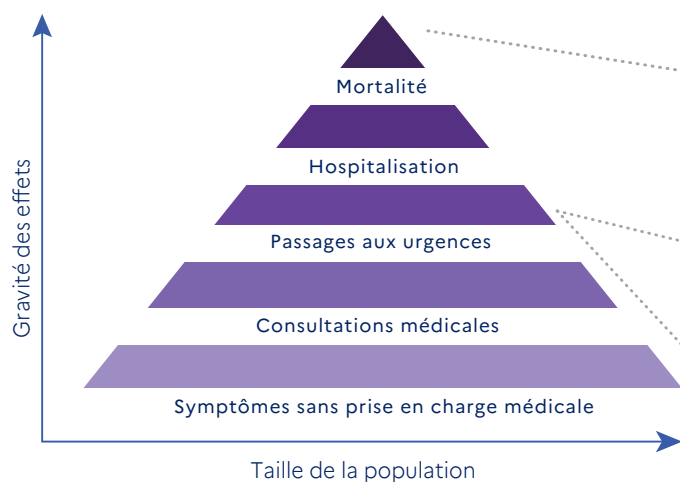 Mortalité
Hospitalisation
Passages aux urgences
Consultations médicales
Symptômes sans prise en charge médicale
Gravité des effets
Taille de la population